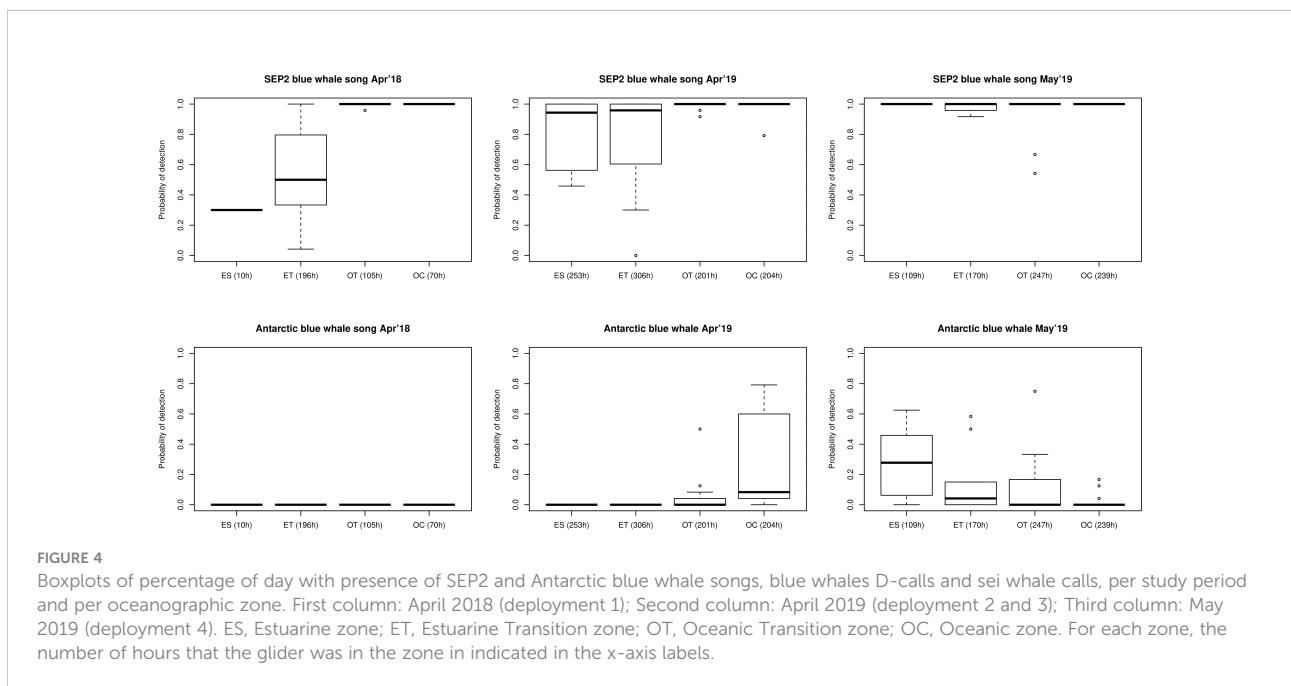 SEP2 blue whale song Apr'18
Probability of detection
1.0
0.8
0.6
0.4
0.2
0.0
ES (10h) ET (196h) OT (105h) OC (70h)
SEP2 blue whale song Apr'19
Probability of detection
1.0
0.8
0.6
0.4
0.2
0.0
ES (253h) ET (306h) OT (201h) OC (204h)
SEP2 blue whale song May'19
Probability of detection
1.0
0.8
0.6
0.4
0.2
0.0
ES (109h) ET (170h) OT (247h) OC (239h)
Antarctic blue whale song Apr'18
Probability of detection
1.0
0.8
0.6
0.4
0.2
0.0
ES (10h) ET (196h) OT (105h) OC (70h)
Antarctic blue whale Apr'19
Probability of detection
1.0
0.8
0.6
0.4
0.2
0.0
ES (253h) ET (306h) OT (201h) OC (204h)
Antarctic blue whale May'19
Probability of detection
1.0
0.8
0.6
0.4
0.2
0.0
ES (109h) ET (170h) OT (247h) OC (239h)
FIGURE 4
Boxplots of percentage of day with presence of SEP2 and Antarctic blue whale songs, blue whales D-calls and sei whale calls, per study period
and per oceanographic zone. First column: April 2018 (deployment 1); Second column: April 2019 (deployment 2 and 3); Third column: May
2019 (deployment 4). ES, Estuarine zone; ET, Estuarine Transition zone; OT, Oceanic Transition zone; OC, Oceanic zone. For each zone, the
number of hours that the glider was in the zone in indicated in the x-axis labels.